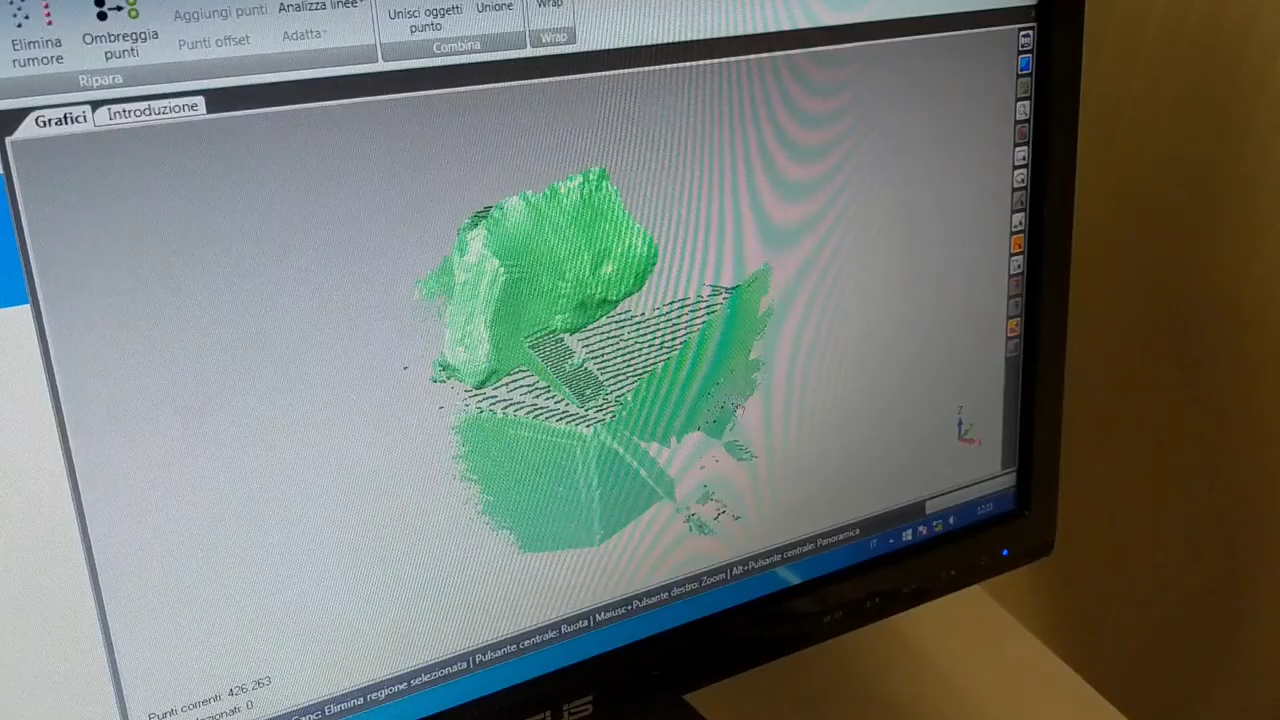 Elimina
rumore
Ombreggia
punti
Aggiungi punti
Punti offset
Analizza linee
Adatta
Ripara
Unisci oggetti
punto
Unione
Combina
Wrap
Wrap
Grafici
Introduzione
Z
Y
X
Punti correnti: 426.263
zionati: 0
Canc: Elimina regione selezionata | Pulsante centrale: Ruota | Maiusc+Pulsante destro: Zoom | Alt+Pulsante centrale: Panoramica
IT